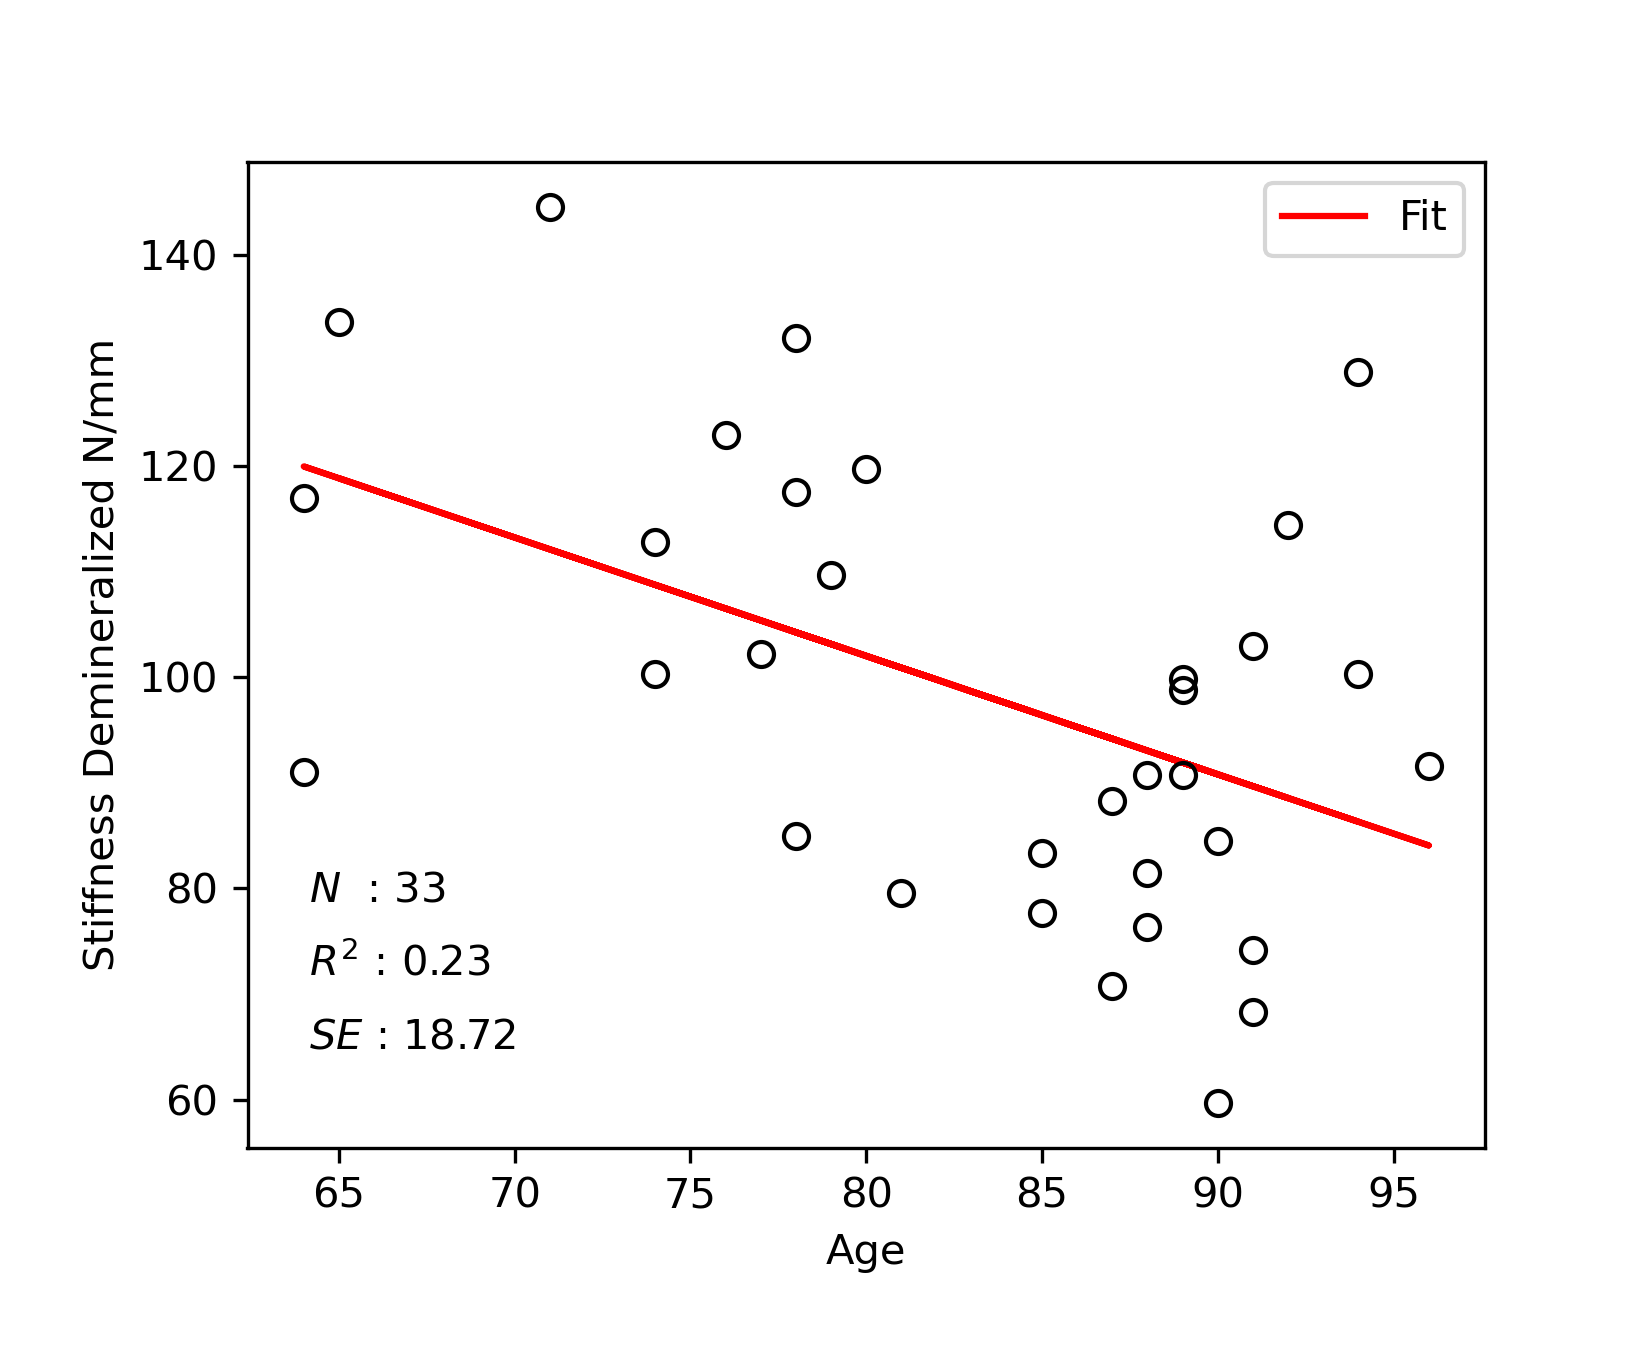 Fit
140
120
100
80
60
Stiffness Demineralized N/mm
N : 33
R² : 0.23
SE : 18.72
65 70 75 80 85 90 95
Age